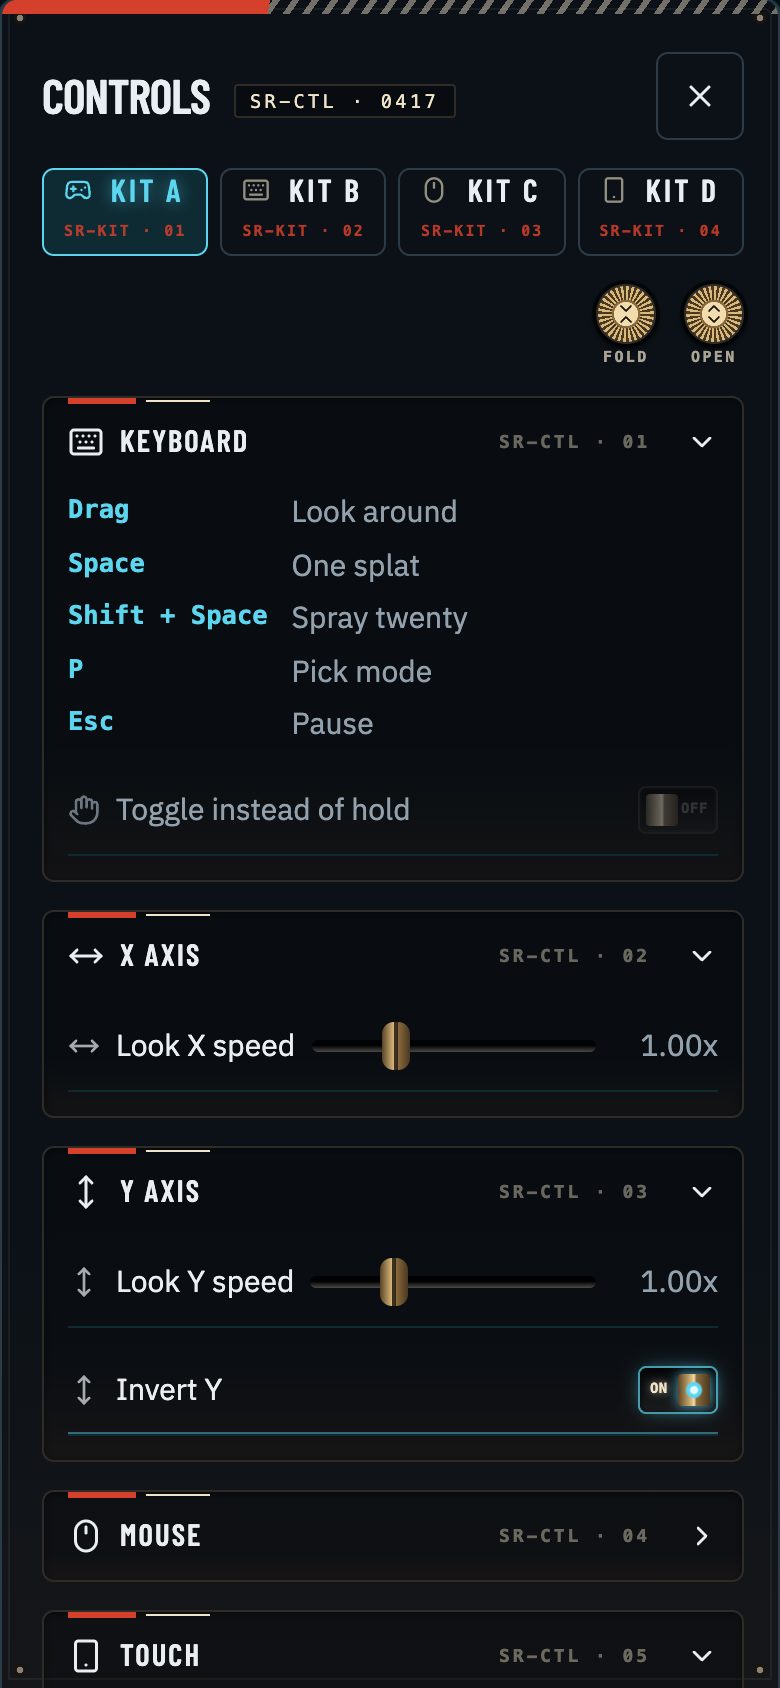 CONTROLS SR-CTL · 0417
KIT A KIT B KIT C KIT D
SR-KIT · 01 SR-KIT · 02 SR-KIT · 03 SR-KIT · 04
FOLD OPEN
KEYBOARD SR-CTL · 01
Drag Look around
Space One splat
Shift + Space Spray twenty
P Pick mode
Esc Pause
Toggle instead of hold OFF
X AXIS SR-CTL · 02
Look X speed 1.00x
Y AXIS SR-CTL · 03
Look Y speed 1.00x
Invert Y ON
MOUSE SR-CTL · 04
TOUCH SR-CTL · 05